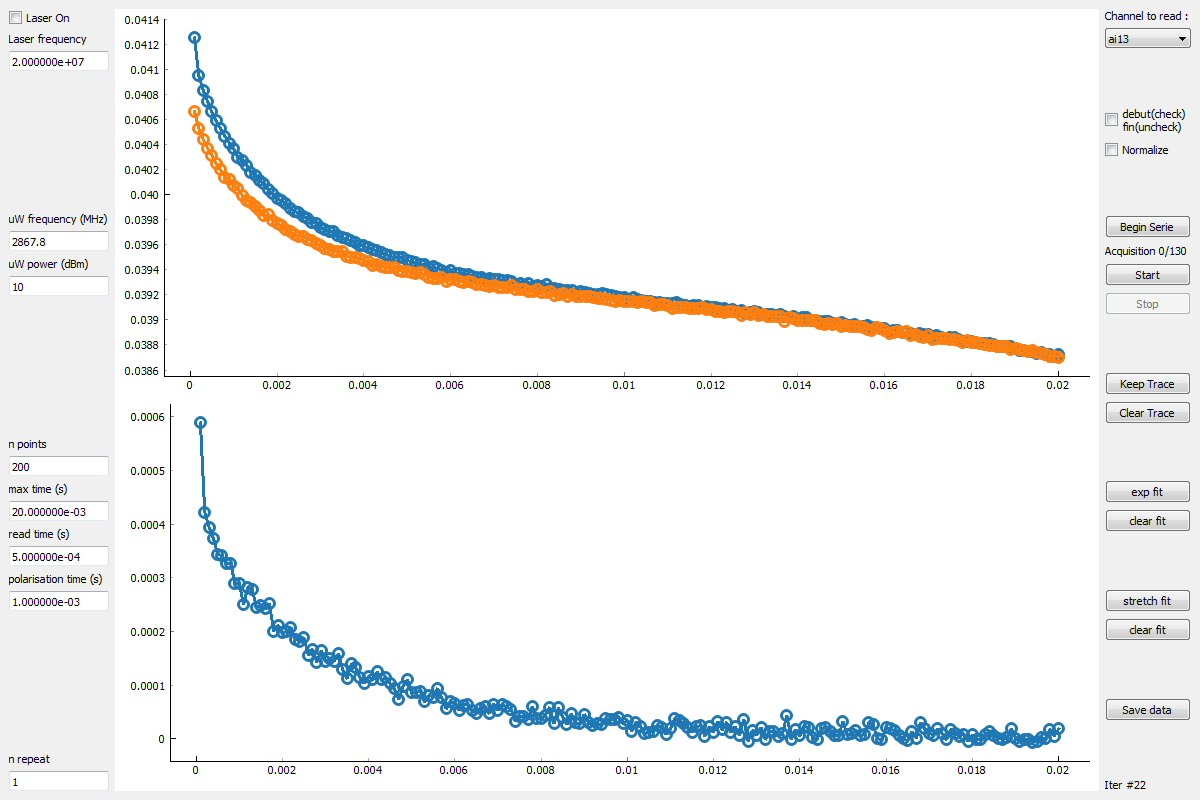 Laser On
Laser frequency
2.000000e+07
uW frequency (MHz)
2867.8
uW power (dBm)
10
n points
200
max time (s)
20.000000e-03
read time (s)
5.000000e-04
polarisation time (s)
1.000000e-03
n repeat
1
0.0414
0.0412
0.041
0.0408
0.0406
0.0404
0.0402
0.040
0.0398
0.0396
0.0394
0.0392
0.039
0.0388
0.0386
0 0.002 0.004 0.006 0.008 0.01 0.012 0.014 0.016 0.018 0.02
0.0006
0.0005
0.0004
0.0003
0.0002
0.0001
0
0 0.002 0.004 0.006 0.008 0.01 0.012 0.014 0.016 0.018 0.02
Channel to read :
ai13
debut(check)
fin(uncheck)
Normalize
Begin Serie
Acquisition 0/130
Start
Stop
Keep Trace
Clear Trace
exp fit
clear fit
stretch fit
clear fit
Save data
Iter #22